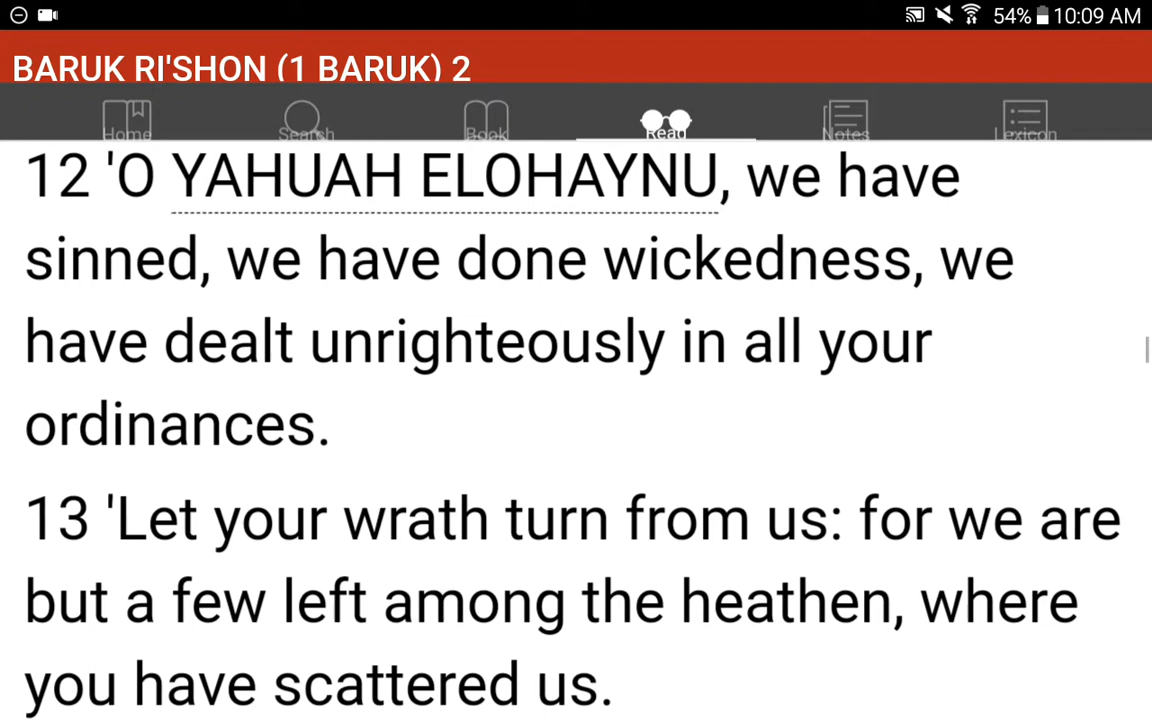 54% 10:09 AM
BARUK RI'SHON (1 BARUK) 2
Home Search Book Read Notes Lexicon
12 'O YAHUAH ELOHAYNU, we have
sinned, we have done wickedness, we
have dealt unrighteously in all your
ordinances.
13 'Let your wrath turn from us: for we are
but a few left among the heathen, where
you have scattered us.